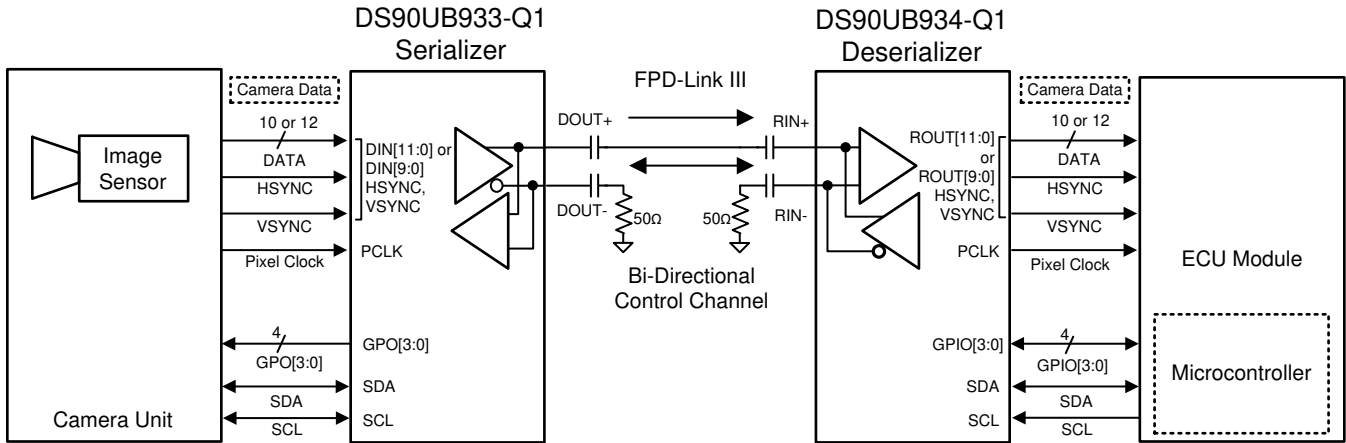 DS90UB933-Q1
Serializer
DS90UB934-Q1
Deserializer
Camera Data
FPD-Link III
Camera Data
10 or 12
DATA
HSYNC
VSYNC
Pixel Clock
Image
Sensor
DIN[11:0] or
DIN[9:0]
HSYNC,
VSYNC
PCLK
DOUT+
DOUT-
50Ω
50Ω
RIN+
RIN-
Bi-Directional
Control Channel
ROUT[11:0]
or
ROUT[9:0]
HSYNC,
VSYNC
PCLK
10 or 12
DATA
HSYNC
VSYNC
Pixel Clock
ECU Module
4
GPO[3:0]
SDA
SCL
GPO[3:0]
SDA
SCL
Camera Unit
GPIO[3:0]
SDA
SCL
4
GPIO[3:0]
SDA
SCL
Microcontroller